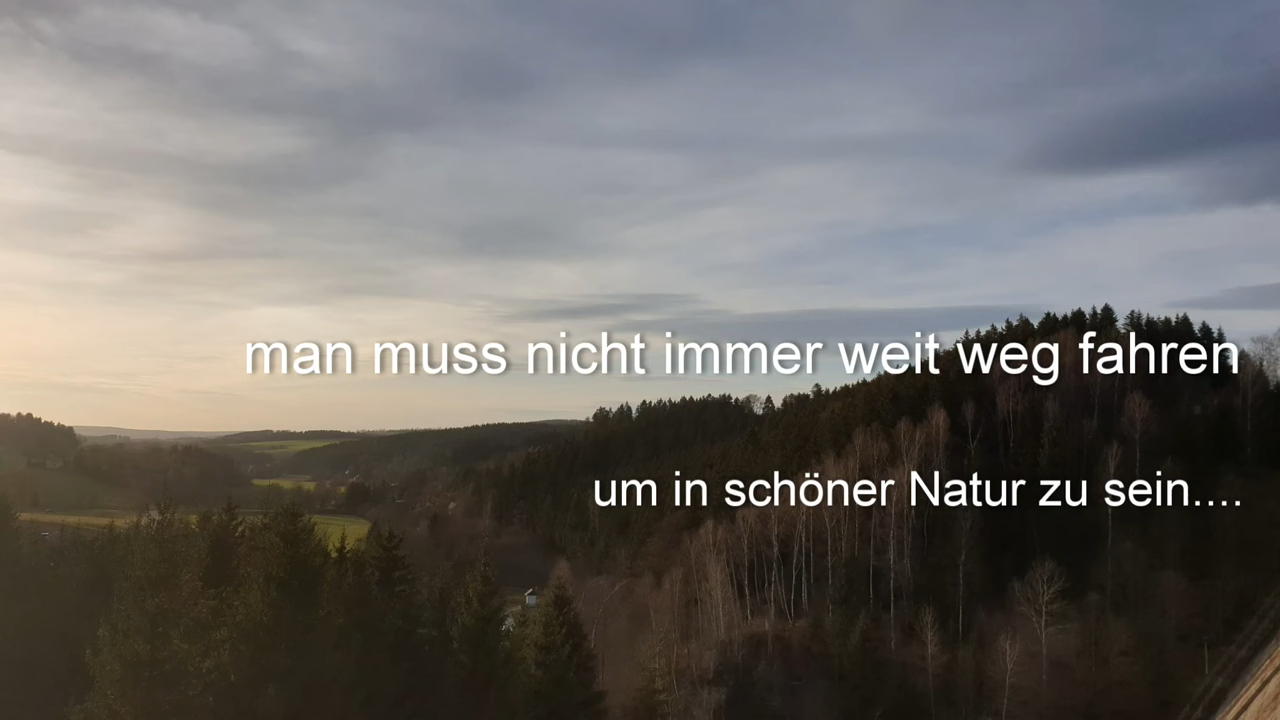 man muss nicht immer weit weg fahren
um in schöner Natur zu sein....